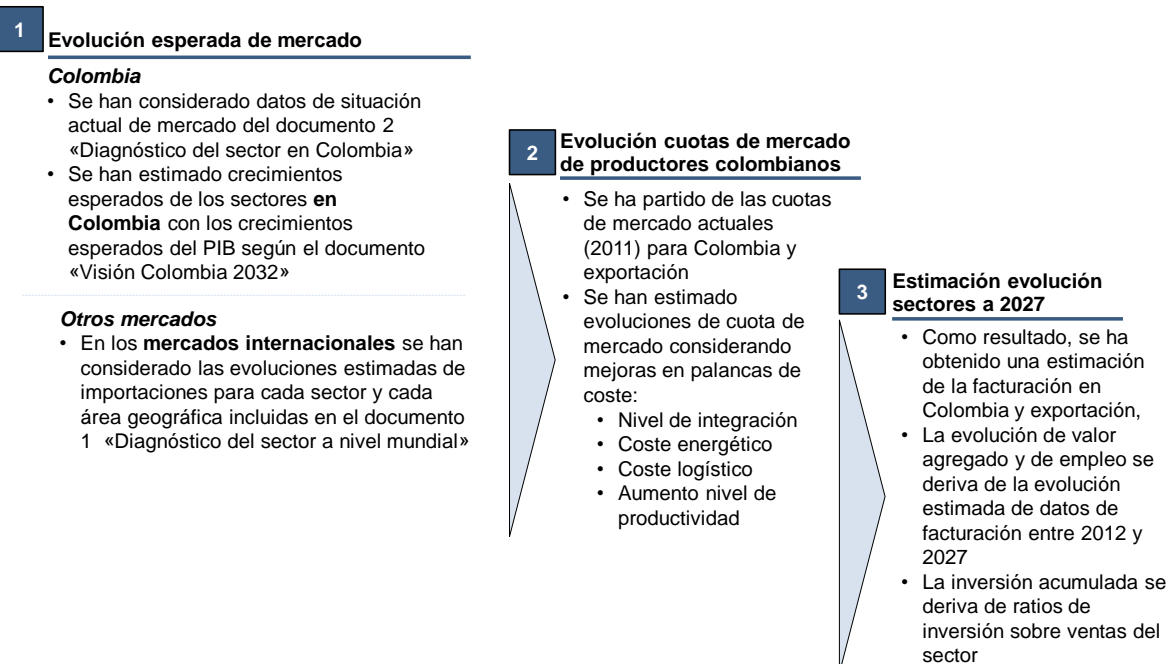 1
Evolución esperada de mercado
Colombia
• Se han considerado datos de situación
actual de mercado del documento 2
«Diagnóstico del sector en Colombia»
• Se han estimado crecimientos
esperados de los sectores en
Colombia con los crecimientos
esperados del PIB según el documento
«Visión Colombia 2032»
Otros mercados
• En los mercados internacionales se han
considerado las evoluciones estimadas de
importaciones para cada sector y cada
área geográfica incluidas en el documento
1 «Diagnóstico del sector a nivel mundial»
2
Evolución cuotas de mercado
de productores colombianos
• Se ha partido de las cuotas
de mercado actuales
(2011) para Colombia y
exportación
• Se han estimado
evoluciones de cuota de
mercado considerando
mejoras en palancas de
coste:
• Nivel de integración
• Coste energético
• Coste logístico
• Aumento nivel de
productividad
3
Estimación evolución
sectores a 2027
• Como resultado, se ha
obtenido una estimación
de la facturación en
Colombia y exportación,
• La evolución de valor
agregado y de empleo se
deriva de la evolución
estimada de datos de
facturación entre 2012 y
2027
• La inversión acumulada se
deriva de ratios de
inversión sobre ventas del
sector